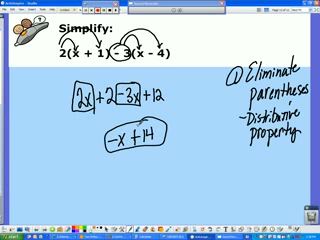 Simplify:
2(x + 1) - 3(x - 4)
2x + 2 - 3x + 12
-x + 14
① Eliminate
parentheses
- Distributive
property